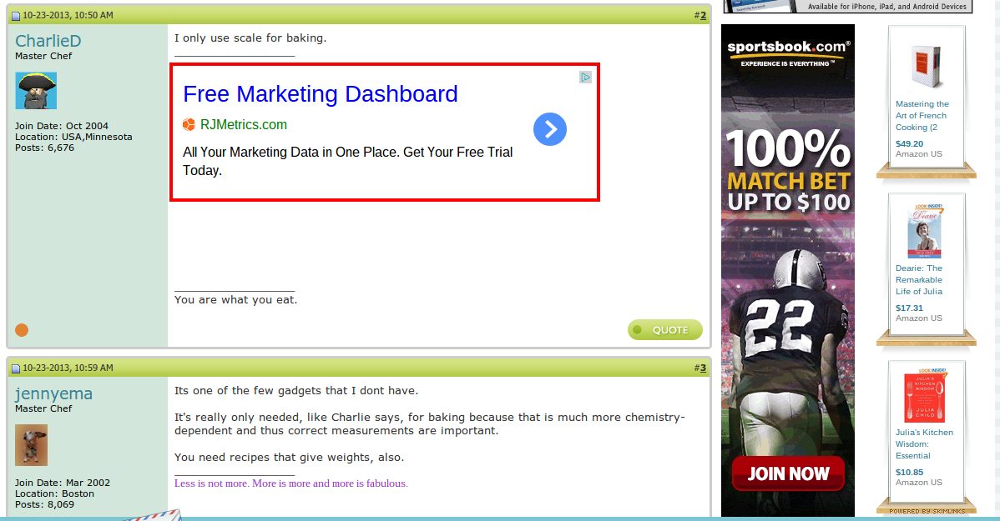 10-23-2013, 10:50 AM
#2
CharlieD
Master Chef
Join Date: Oct 2004
Location: USA,Minnesota
Posts: 6,676
I only use scale for baking.
Free Marketing Dashboard
RJMetrics.com
All Your Marketing Data in One Place. Get Your Free Trial
Today.
You are what you eat.
QUOTE
10-23-2013, 10:59 AM
#3
jennyema
Master Chef
Join Date: Mar 2002
Location: Boston
Posts: 8,069
Its one of the few gadgets that I dont have.
It's really only needed, like Charlie says, for baking because that is much more chemistry-
dependent and thus correct measurements are important.
You need recipes that give weights, also.
Less is not more. More is more and more is fabulous.
Available for iPhone, iPad, and Android Devices
sportsbook.com®
EXPERIENCE IS EVERYTHING™
100%
MATCH BET
UP TO $100
22
JOIN NOW
Mastering the
Art of French
Cooking (2
$49.20
Amazon US
LOOK INSIDE!
Dearie
Dearie: The
Remarkable
Life of Julia
$17.31
Amazon US
LOOK INSIDE!
JULIA'S
KITCHEN
WISDOM
JULIA
CHILD
Julia's Kitchen
Wisdom:
Essential
$10.85
Amazon US
POWERED BY SKIMLINKS